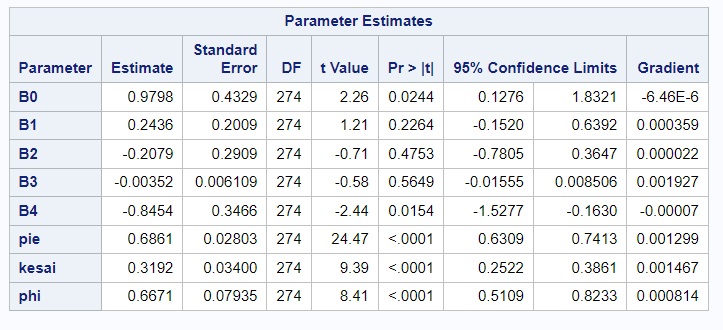 Parameter Estimates
Parameter Estimate Standard Error DF t Value Pr > |t| 95% Confidence Limits Gradient
B0 0.9798 0.4329 274 2.26 0.0244 0.1276 1.8321 -6.46E-6
B1 0.2436 0.2009 274 1.21 0.2264 -0.1520 0.6392 0.000359
B2 -0.2079 0.2909 274 -0.71 0.4753 -0.7805 0.3647 0.000022
B3 -0.00352 0.006109 274 -0.58 0.5649 -0.01555 0.008506 0.001927
B4 -0.8454 0.3466 274 -2.44 0.0154 -1.5277 -0.1630 -0.00007
pie 0.6861 0.02803 274 24.47 <.0001 0.6309 0.7413 0.001299
kesai 0.3192 0.03400 274 9.39 <.0001 0.2522 0.3861 0.001467
phi 0.6671 0.07935 274 8.41 <.0001 0.5109 0.8233 0.000814